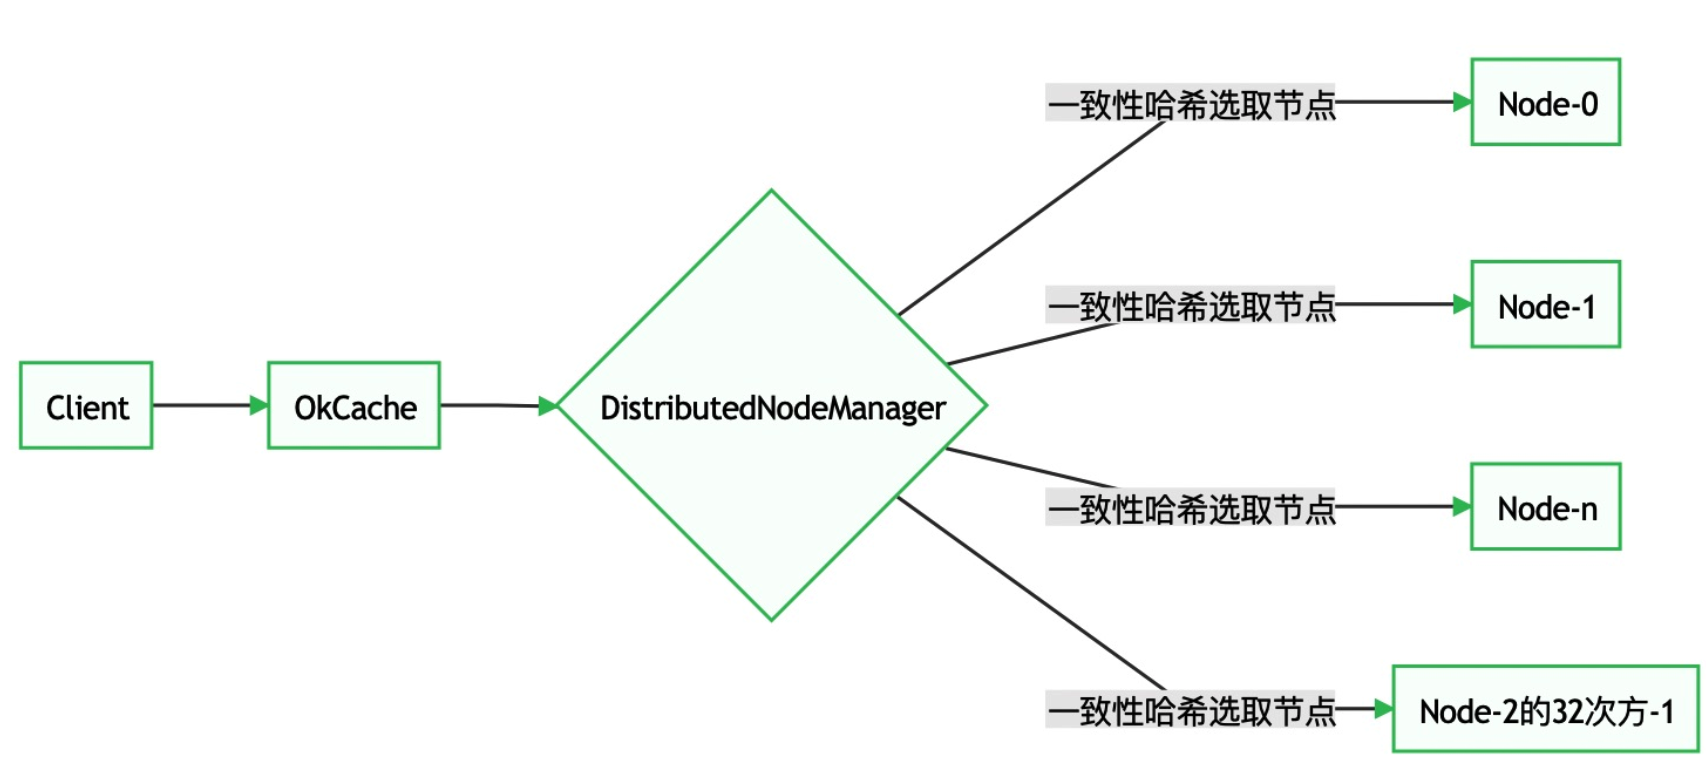 一致性哈希选取节点
Node-0
一致性哈希选取节点
Node-1
Client
OkCache
DistributedNodeManager
一致性哈希选取节点
Node-n
一致性哈希选取节点
Node-2的32次方-1